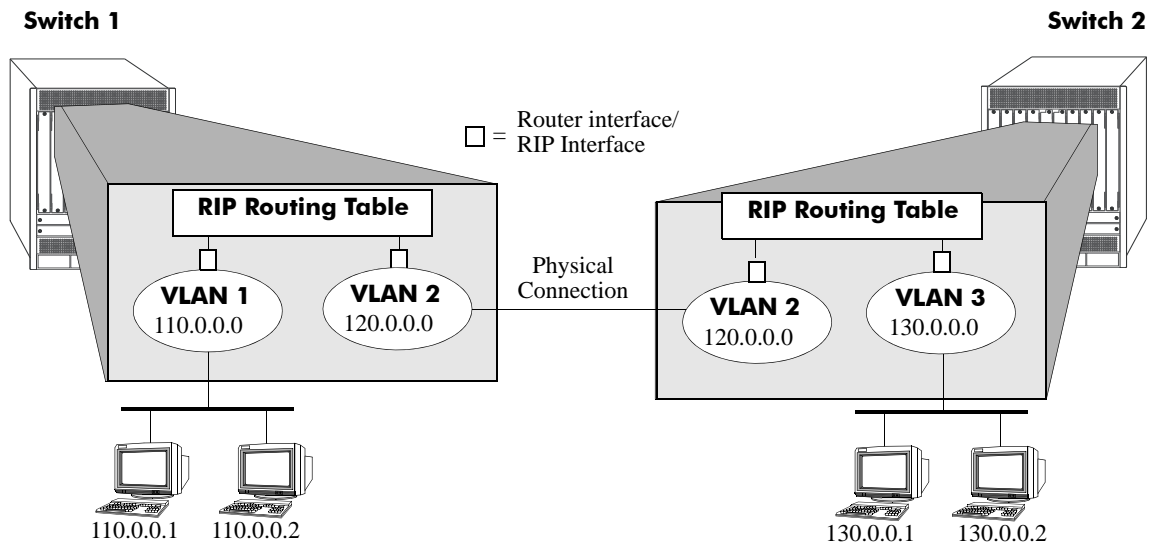 Switch 1
Switch 2
= Router interface/
RIP Interface
RIP Routing Table
RIP Routing Table
VLAN 1
110.0.0.0
VLAN 2
120.0.0.0
Physical
Connection
VLAN 2
120.0.0.0
VLAN 3
130.0.0.0
110.0.0.1
110.0.0.2
130.0.0.1
130.0.0.2